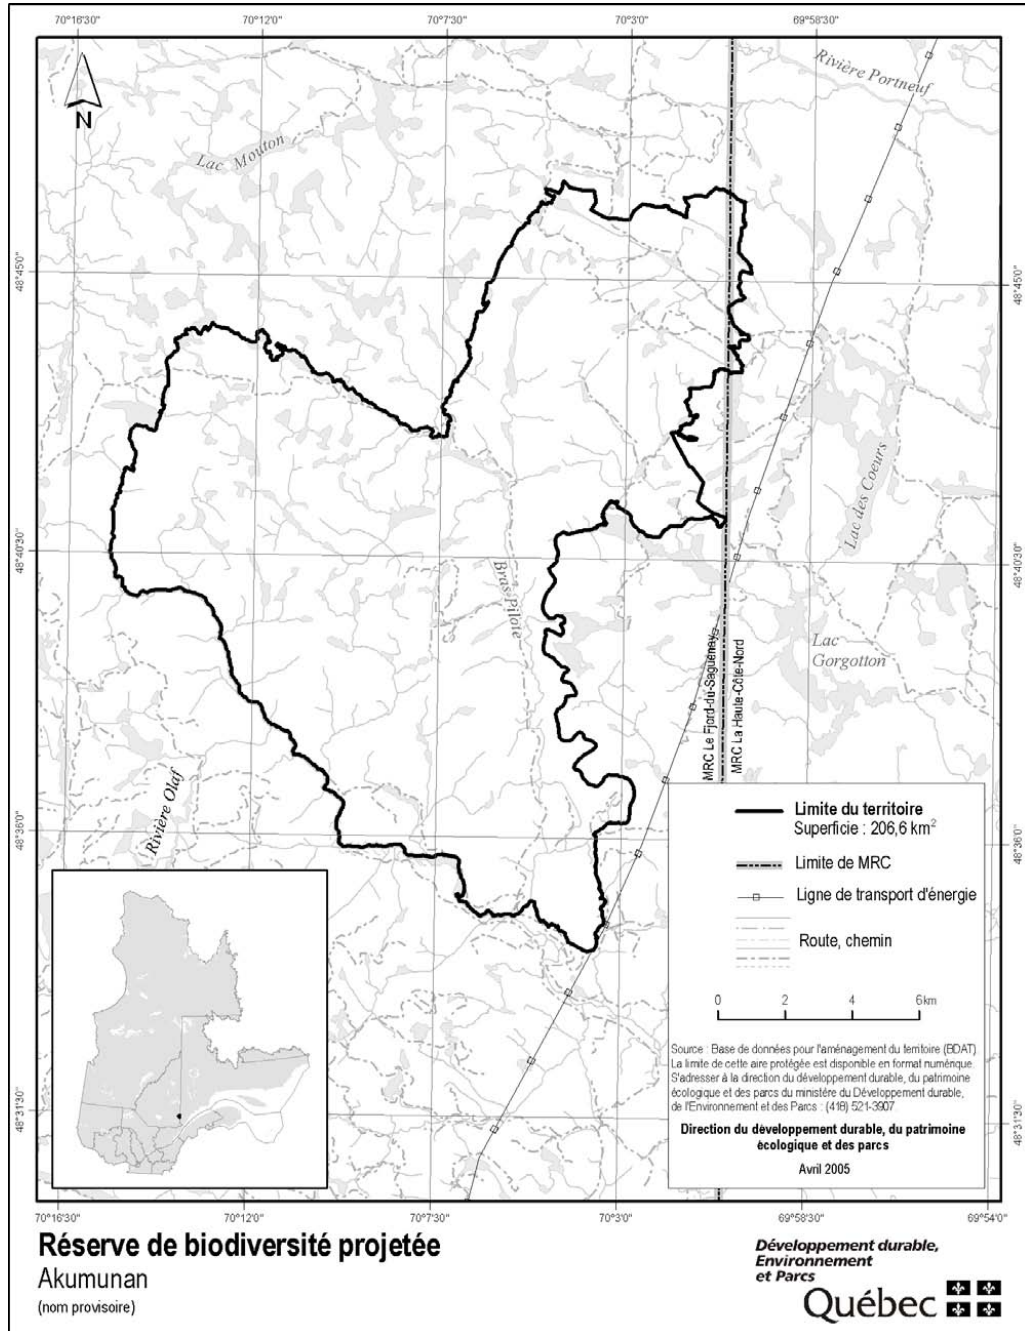 70°16'30"
70°12'0"
70°7'30"
70°3'0"
69°58'30"
N
Rivière Portneuf
Lac Mouton
48°45'0"
48°45'0"
Lac des Coeurs
48°40'30"
48°40'30"
Bras Pilote
Lac
Gorgotton
MRC Le Fjord-du-Saguenay
MRC La Haute-Côte-Nord
Rivière Olaf
48°36'0"
48°36'0"
Limite du territoire
Superficie : 206,6 km²
Limite de MRC
Ligne de transport d'énergie
Route, chemin
0 2 4 6 km
Source : Base de données pour l'aménagement du territoire (BDAT)
La limite de cette aire protégée est disponible en format numérique.
S'adresser à la direction du développement durable, du patrimoine
écologique et des parcs du ministère du Développement durable,
de l'Environnement et des Parcs : (418) 521-3907
Direction du développement durable, du patrimoine
écologique et des parcs
Avril 2005
48°31'30"
48°31'30"
70°16'30"
70°12'0"
70°7'30"
70°3'0"
69°58'30"
69°54'0"
Réserve de biodiversité projetée
Akumunan
(nom provisoire)
Développement durable,
Environnement
et Parcs
Québec